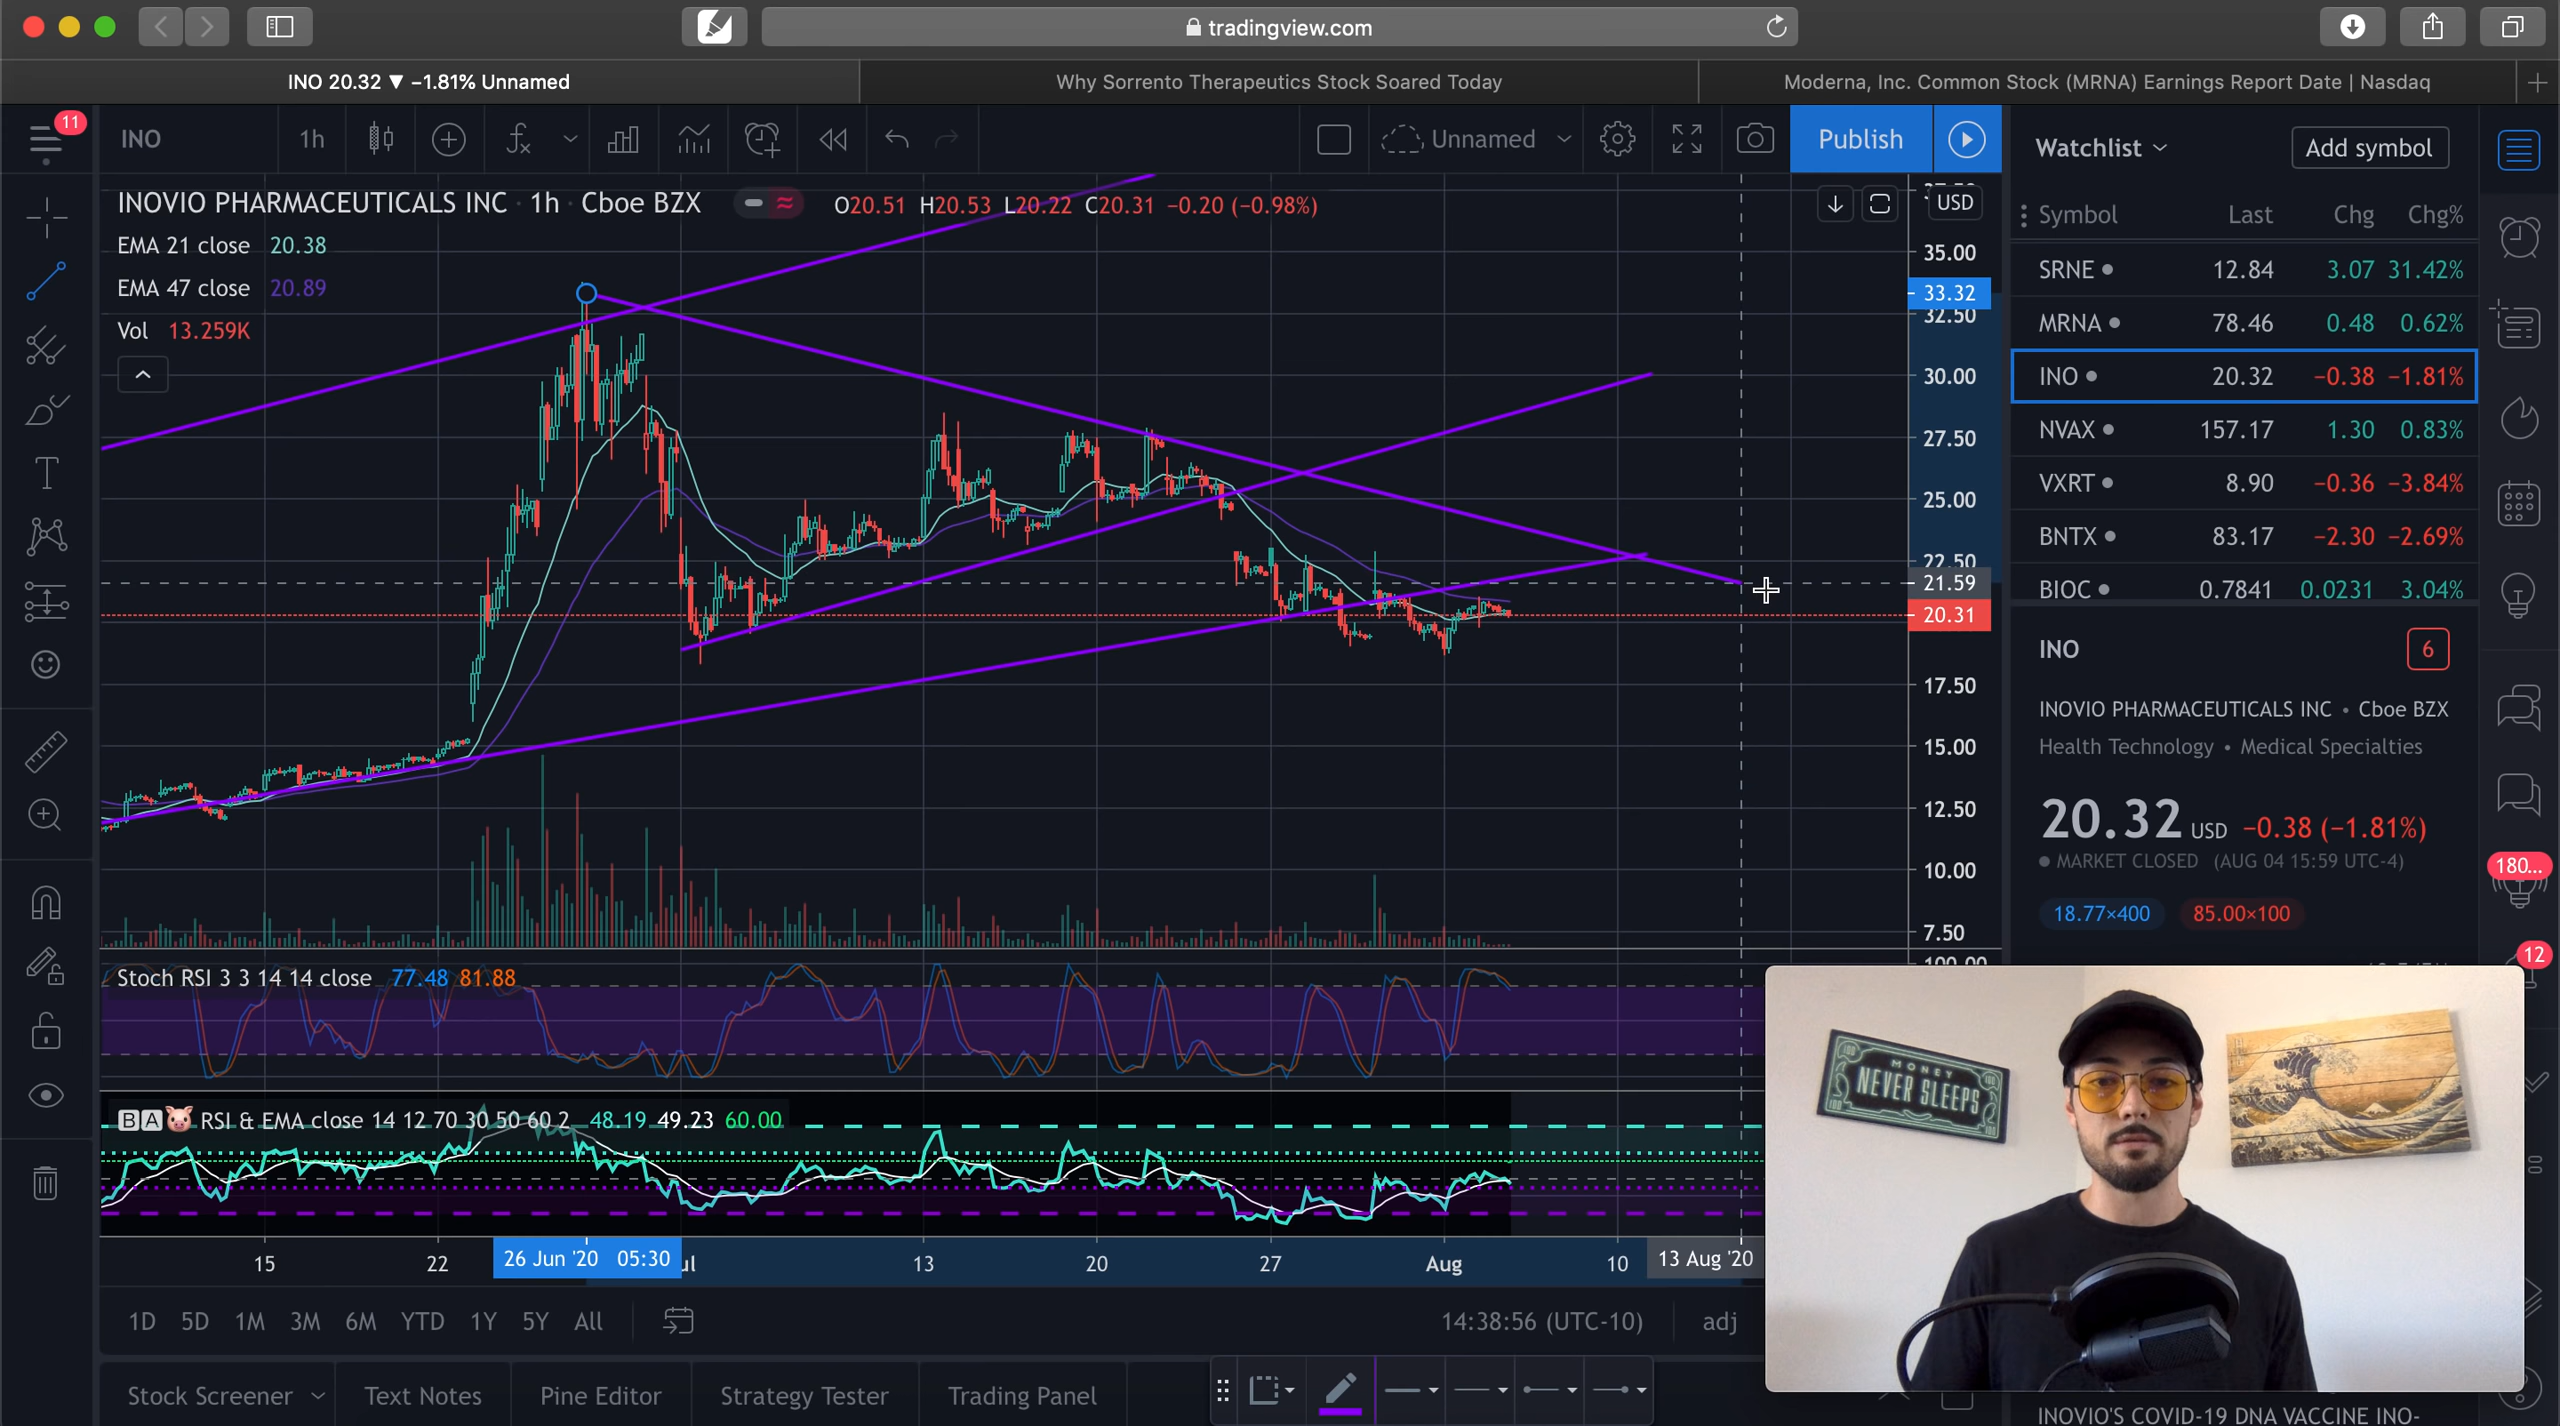 tradingview.com
INO 20.32 ▼ −1.81% Unnamed
Why Sorrento Therapeutics Stock Soared Today
Moderna, Inc. Common Stock (MRNA) Earnings Report Date | Nasdaq
11
INO
1h
Unnamed
Publish
INOVIO PHARMACEUTICALS INC · 1h · Cboe BZX
O20.51 H20.53 L20.22 C20.31 −0.20 (−0.98%)
USD
EMA 21 close 20.38
EMA 47 close 20.89
Vol 13.259K
35.00
33.32
32.50
30.00
27.50
25.00
22.50
21.59
20.31
17.50
15.00
12.50
10.00
7.50
100.00
Stoch RSI 3 3 14 14 close 77.48 81.88
BA RSI & EMA close 14 12 70 30 50 60 2 48.19 49.23 60.00
15
22
26 Jun '20 05:30
ul
13
20
27
Aug
10
13 Aug '20
1D 5D 1M 3M 6M YTD 1Y 5Y All
14:38:56 (UTC-10)
adj
Stock Screener
Text Notes
Pine Editor
Strategy Tester
Trading Panel
Watchlist
Add symbol
Symbol Last Chg Chg%
SRNE 12.84 3.07 31.42%
MRNA 78.46 0.48 0.62%
INO 20.32 −0.38 −1.81%
NVAX 157.17 1.30 0.83%
VXRT 8.90 −0.36 −3.84%
BNTX 83.17 −2.30 −2.69%
BIOC 0.7841 0.0231 3.04%
INO
6
INOVIO PHARMACEUTICALS INC • Cboe BZX
Health Technology • Medical Specialties
20.32 USD −0.38 (−1.81%)
MARKET CLOSED (AUG 04 15:59 UTC-4)
18.77×400
85.00×100
180...
12
100
100
MONEY
NEVER SLEEPS
100
100
INOVIO'S COVID-19 DNA VACCINE INO-